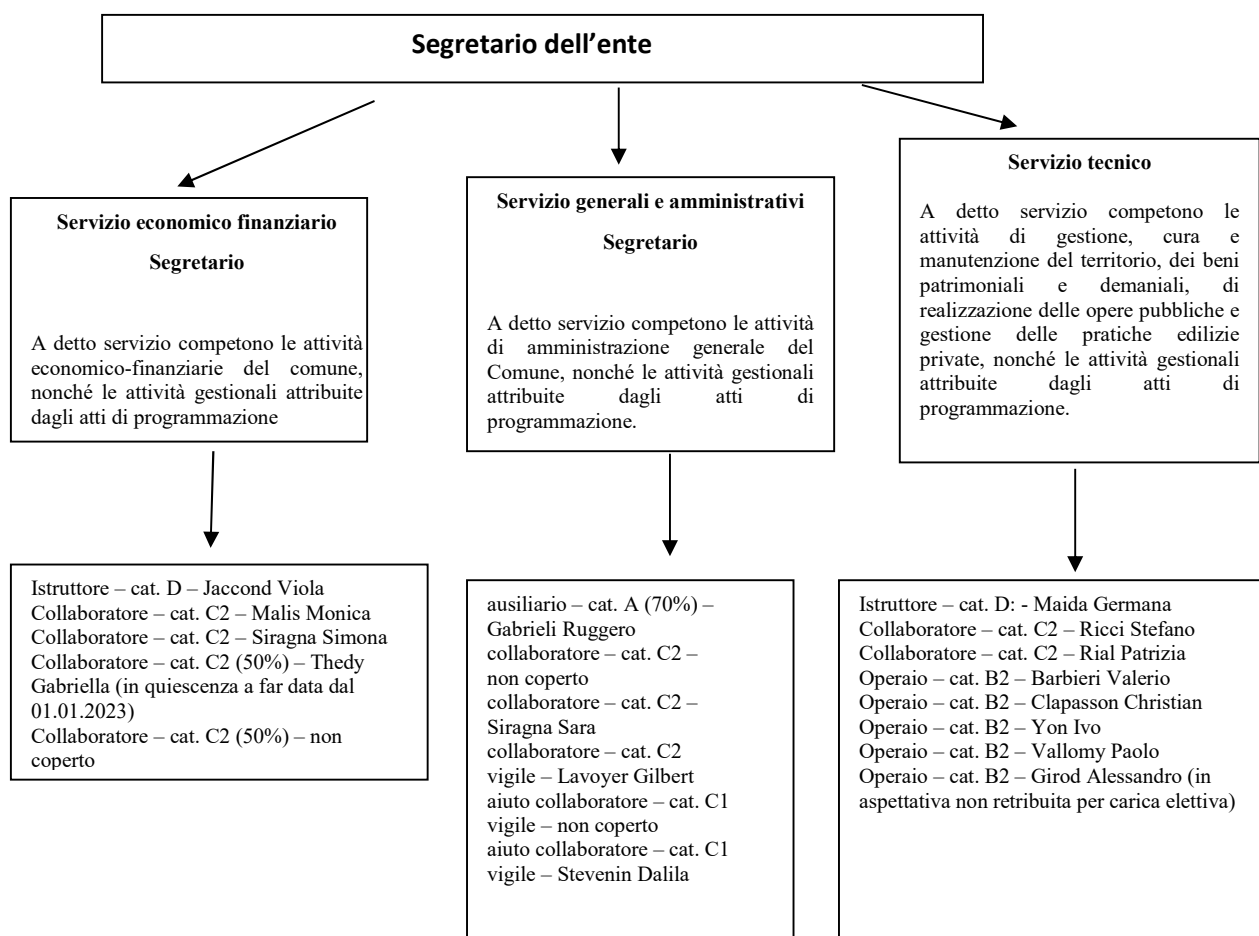 Segretario dell'ente
Servizio economico finanziario
Segretario
A detto servizio competono le attività
economico-finanziarie del comune,
nonché le attività gestionali attribuite
dagli atti di programmazione
Servizio generali e amministrativi
Segretario
A detto servizio competono le attività
di amministrazione generale del
Comune, nonché le attività gestionali
attribuite dagli atti di
programmazione.
Servizio tecnico
A detto servizio competono le
attività di gestione, cura e
manutenzione del territorio, dei beni
patrimoniali e demaniali, di
realizzazione delle opere pubbliche e
gestione delle pratiche edilizie
private, nonché le attività gestionali
attribuite dagli atti di
programmazione.
Istruttore – cat. D – Jaccond Viola
Collaboratore – cat. C2 – Malis Monica
Collaboratore – cat. C2 – Siragna Simona
Collaboratore – cat. C2 (50%) – Thedy
Gabriella (in quiescenza a far data dal
01.01.2023)
Collaboratore – cat. C2 (50%) – non
coperto
ausiliario – cat. A (70%) –
Gabrieli Ruggero
collaboratore – cat. C2 –
non coperto
collaboratore – cat. C2 –
Siragna Sara
collaboratore – cat. C2
vigile – Lavoyer Gilbert
aiuto collaboratore – cat. C1
vigile – non coperto
aiuto collaboratore – cat. C1
vigile – Stevenin Dalila
Istruttore – cat. D: - Maida Germana
Collaboratore – cat. C2 – Ricci Stefano
Collaboratore – cat. C2 – Rial Patrizia
Operaio – cat. B2 – Barbieri Valerio
Operaio – cat. B2 – Clapasson Christian
Operaio – cat. B2 – Yon Ivo
Operaio – cat. B2 – Vallomy Paolo
Operaio – cat. B2 – Girod Alessandro (in
aspettativa non retribuita per carica elettiva)